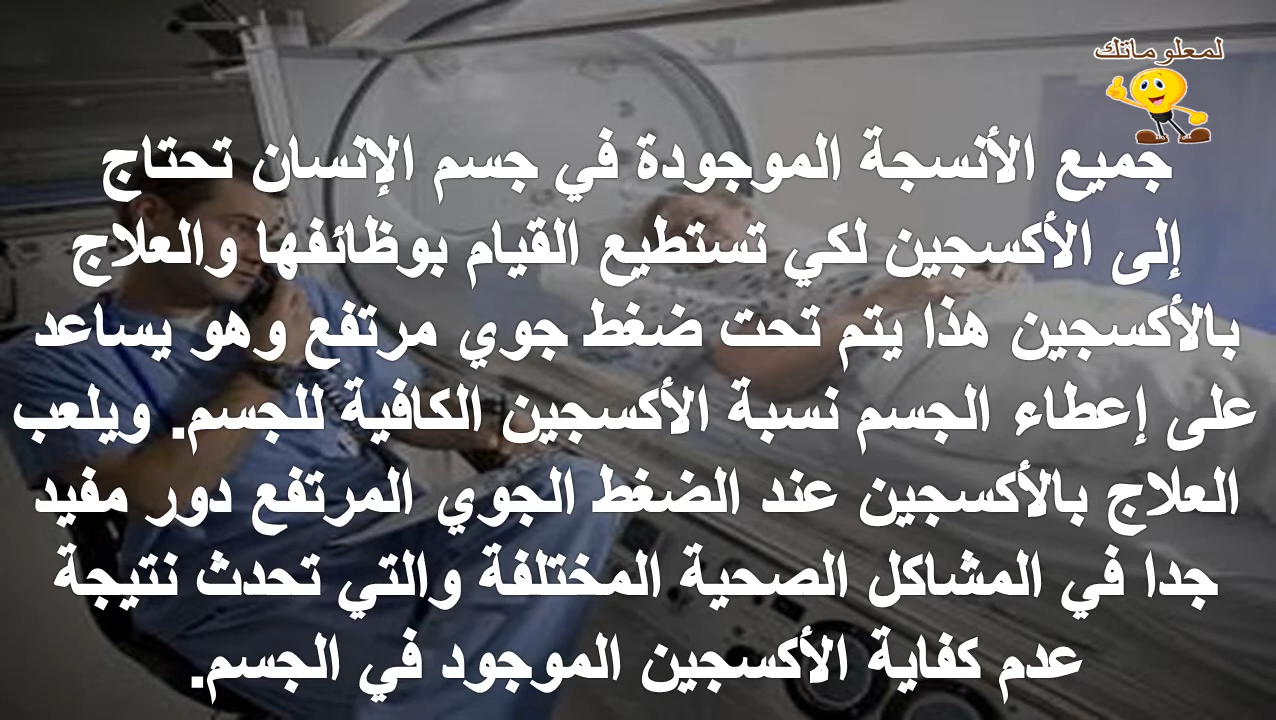 لمعلوماتك
جميع الأنسجة الموجودة في جسم الإنسان تحتاج
إلى الأكسجين لكي تستطيع القيام بوظائفها والعلاج
بالأكسجين هذا يتم تحت ضغط جوي مرتفع وهو يساعد
على إعطاء الجسم نسبة الأكسجين الكافية للجسم. ويلعب
العلاج بالأكسجين عند الضغط الجوي المرتفع دور مفيد
جدا في المشاكل الصحية المختلفة والتي تحدث نتيجة
عدم كفاية الأكسجين الموجود في الجسم.